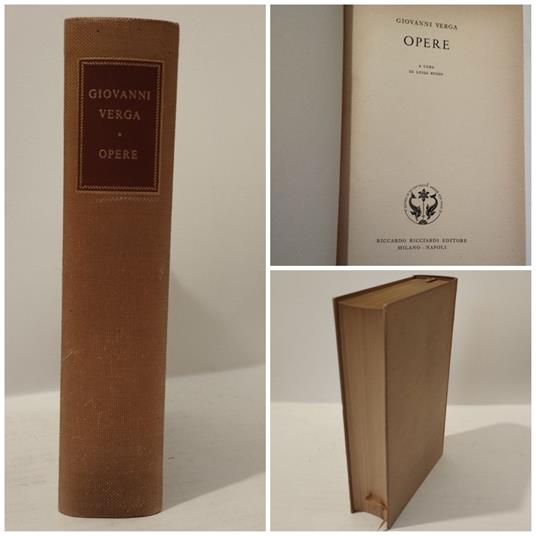 GIOVANNI
VERGA
*
OPERE
GIOVANNI VERGA
OPERE
A CURA
DI LUIGI RUSSO
RICCARDO RICCIARDI EDITORE
MILANO - NAPOLI